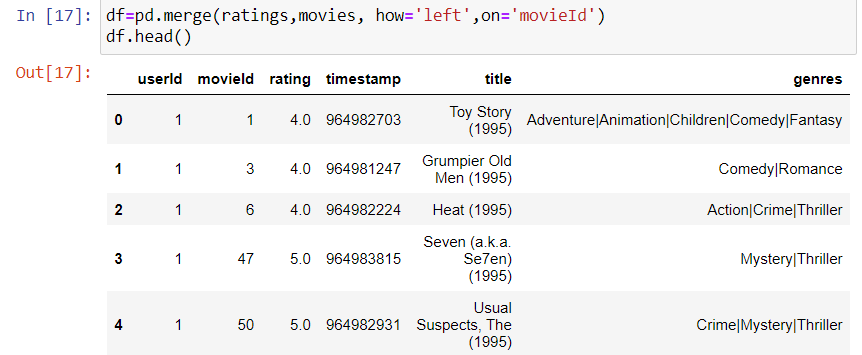 In [17]: df=pd.merge(ratings,movies, how='left',on='movieId')
df.head()
Out[17]:
userId movieId rating timestamp title genres
0 1 1 4.0 964982703 Toy Story (1995) Adventure|Animation|Children|Comedy|Fantasy
1 1 3 4.0 964981247 Grumpier Old Men (1995) Comedy|Romance
2 1 6 4.0 964982224 Heat (1995) Action|Crime|Thriller
3 1 47 5.0 964983815 Seven (a.k.a. Se7en) (1995) Mystery|Thriller
4 1 50 5.0 964982931 Usual Suspects, The (1995) Crime|Mystery|Thriller